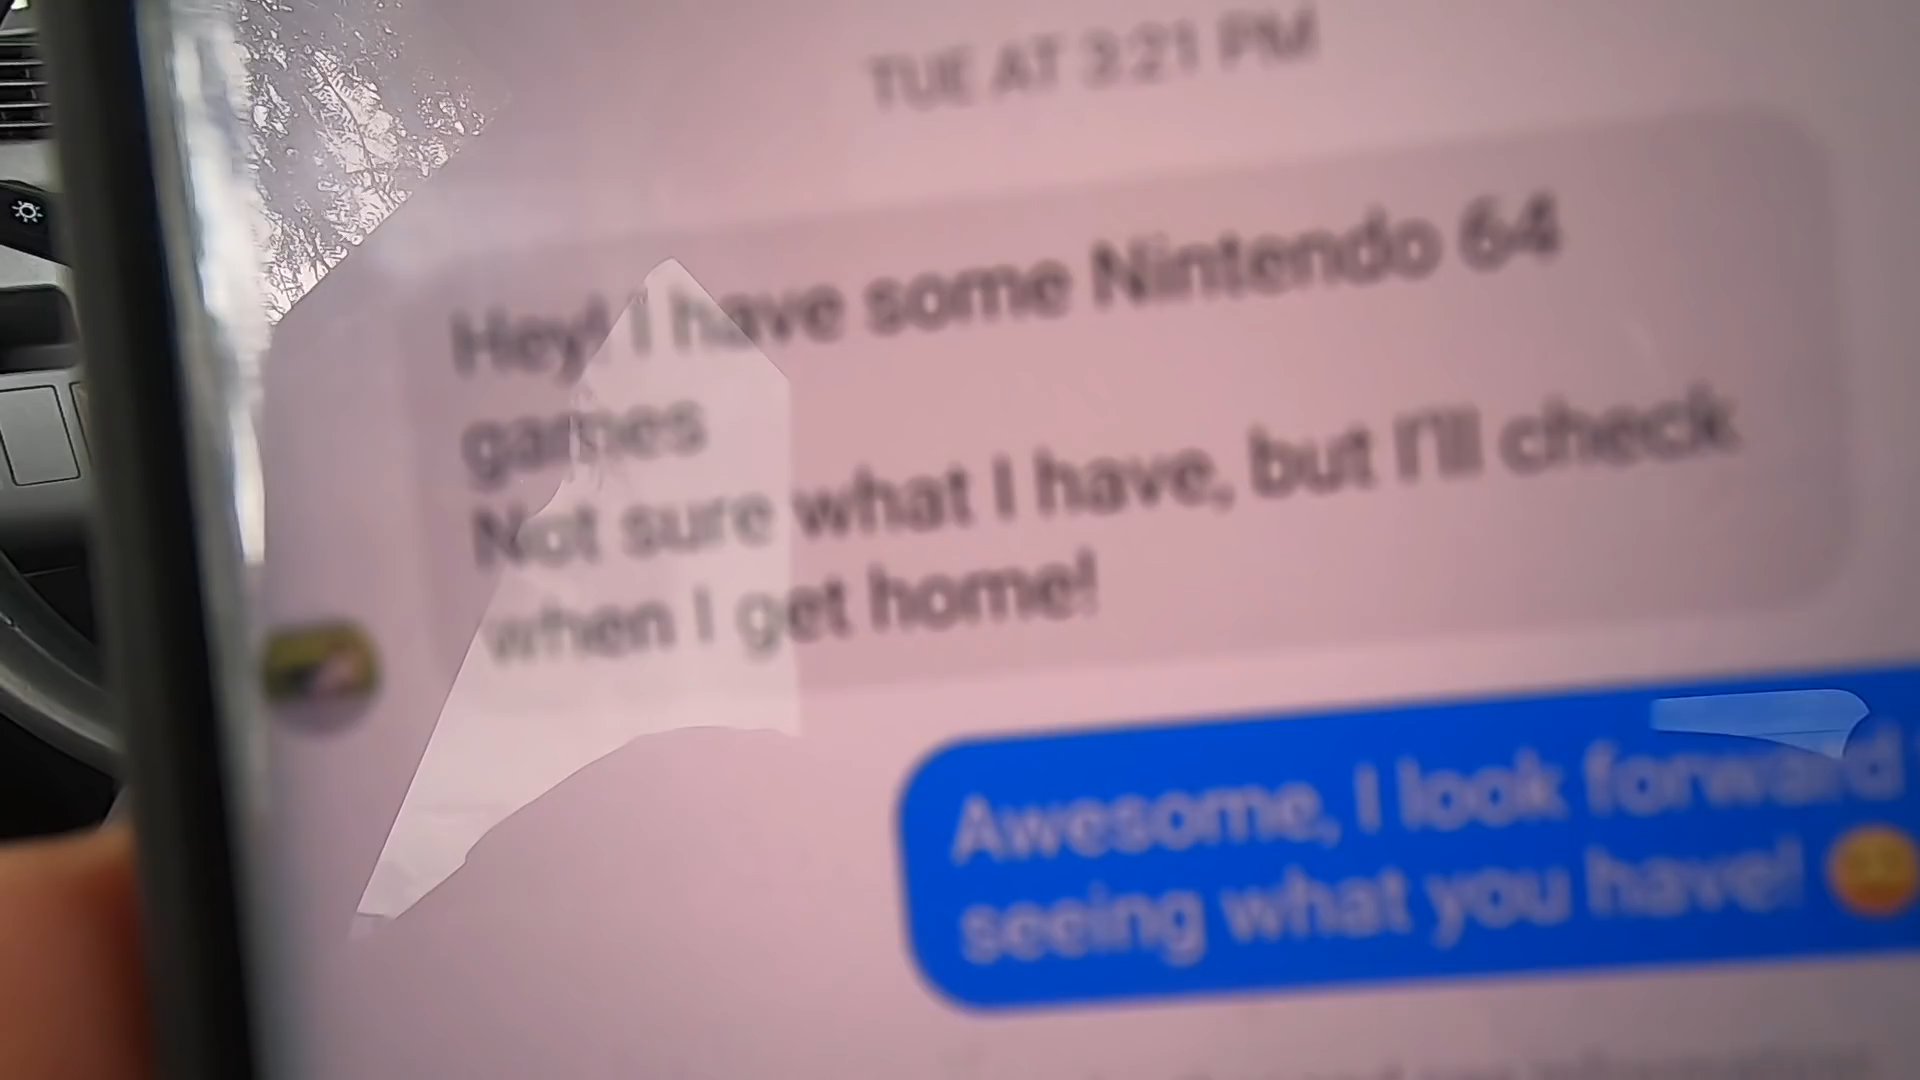 TUE AT 3:21 PM
Hey! I have some Nintendo 64
games
Not sure what I have, but I'll check
when I get home!
Awesome, I look forward
seeing what you have!